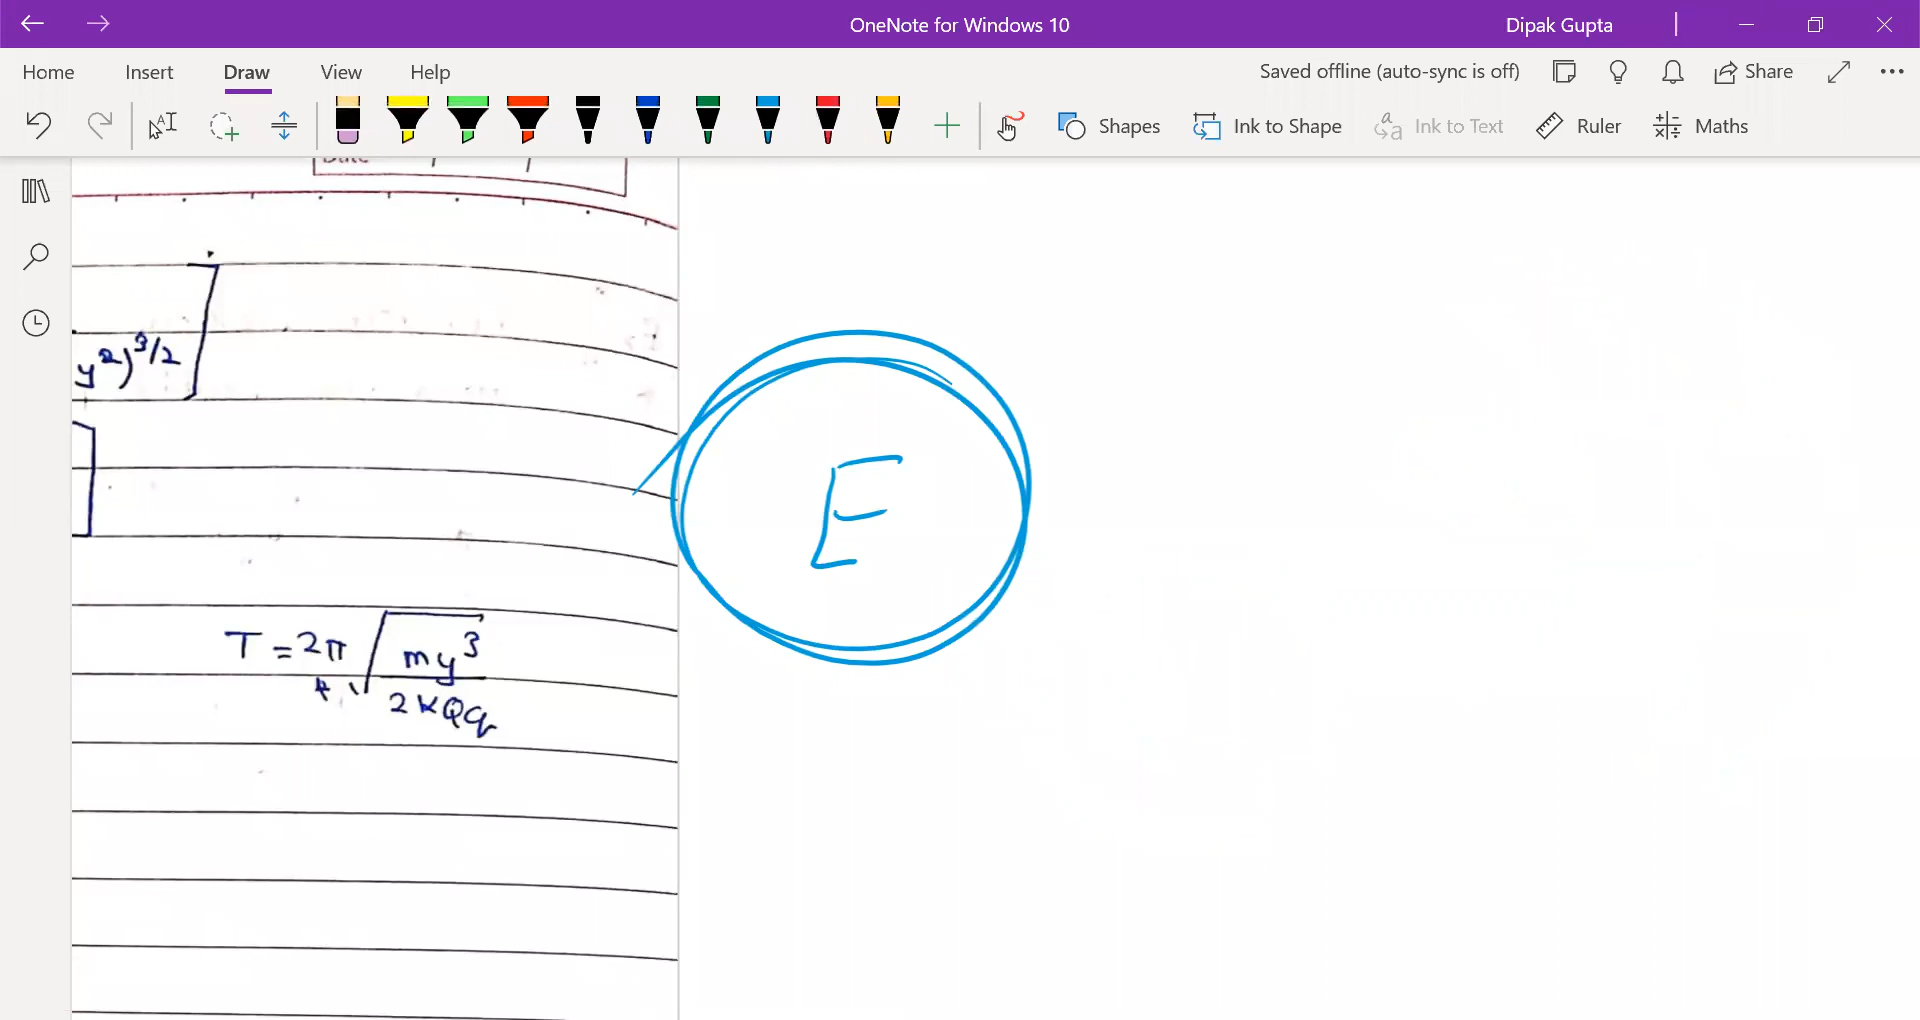 OneNote for Windows 10
Dipak Gupta
Home Insert Draw View Help
Saved offline (auto-sync is off) Share
Shapes Ink to Shape Ink to Text Ruler Maths
Date
y²)^3/2
E
T = 2π √(my³ / 2KQq)